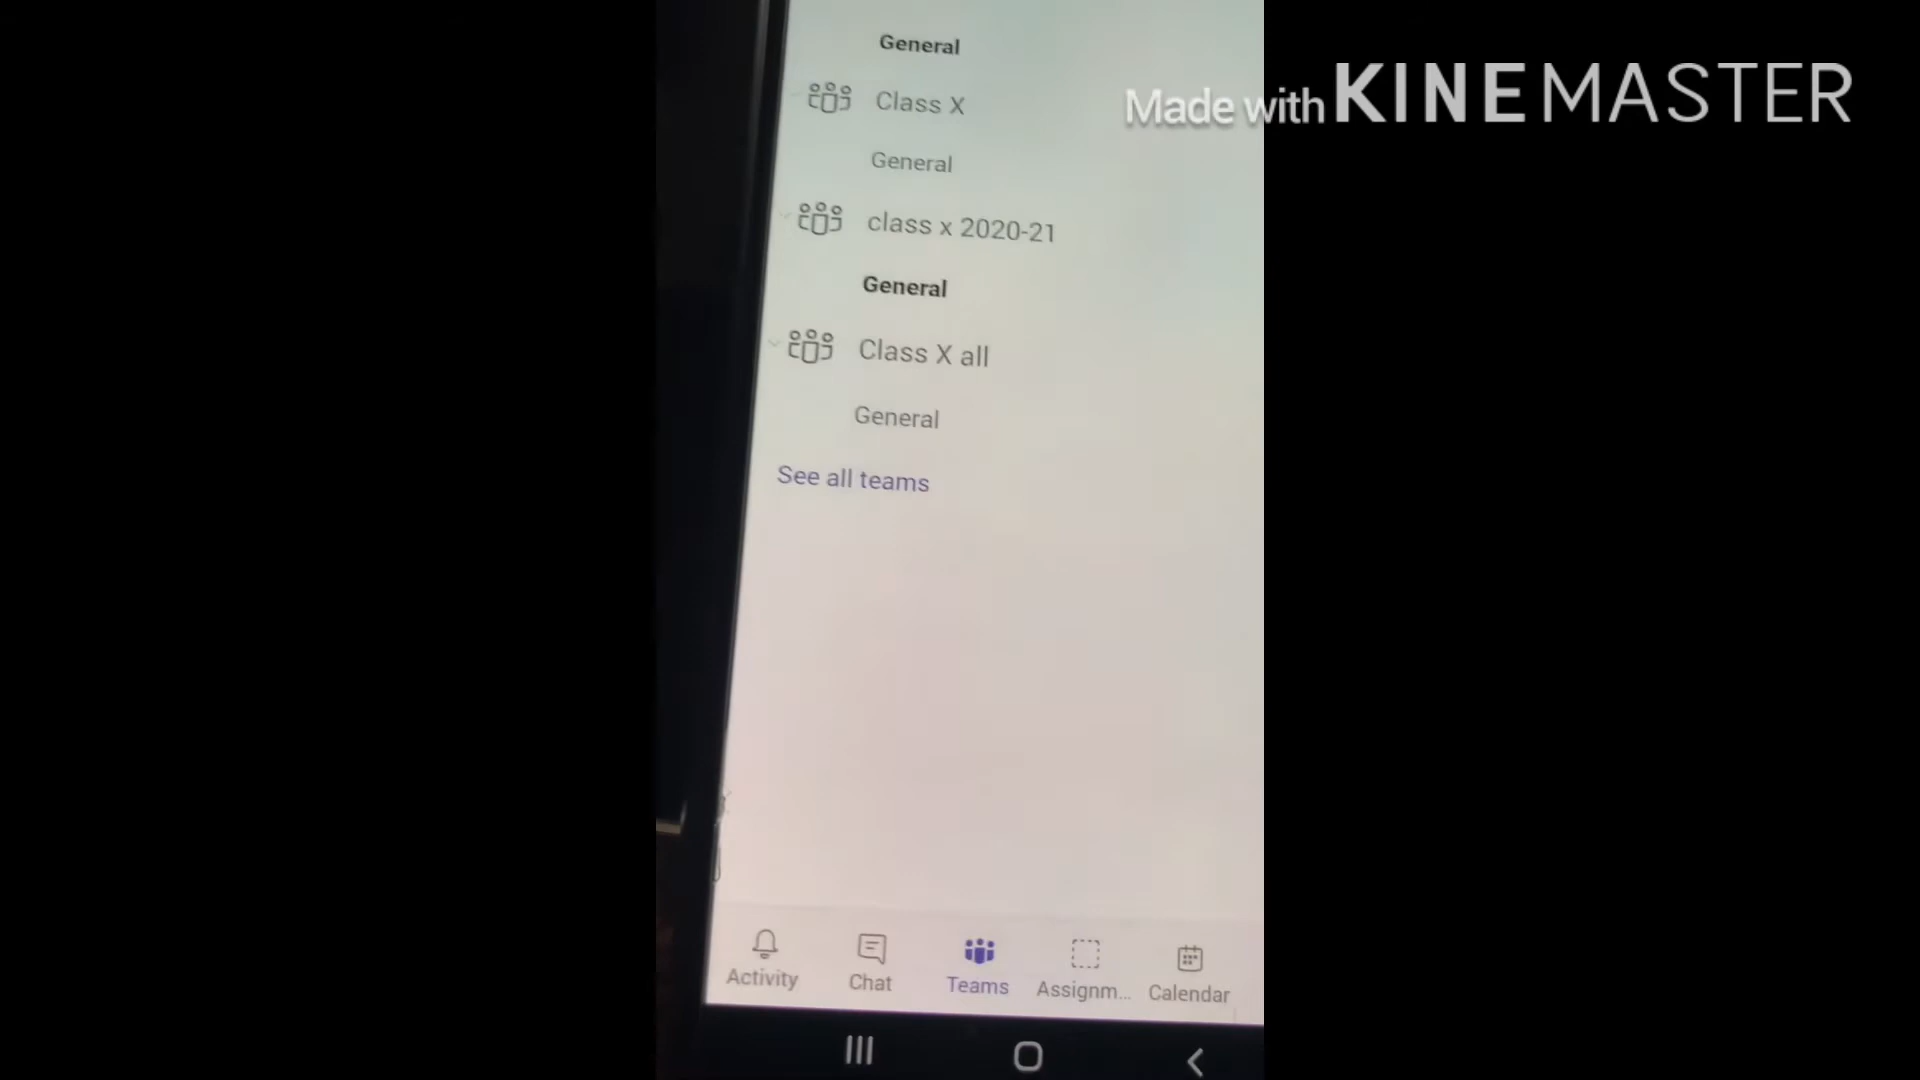 General
Made with KINEMASTER
Class X
General
class x 2020-21
General
Class X all
General
See all teams
Activity
Chat
Teams
Assignm...
Calendar